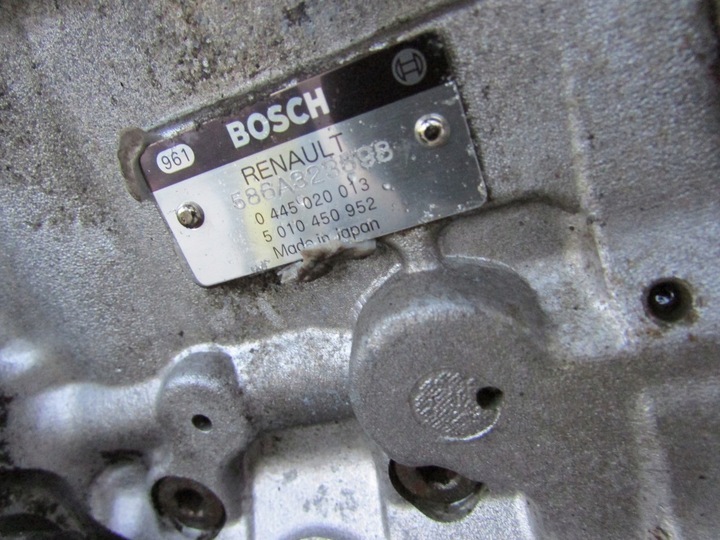 961
BOSCH
RENAULT
0 445 020 013
5 010 450 952
Made in Japan